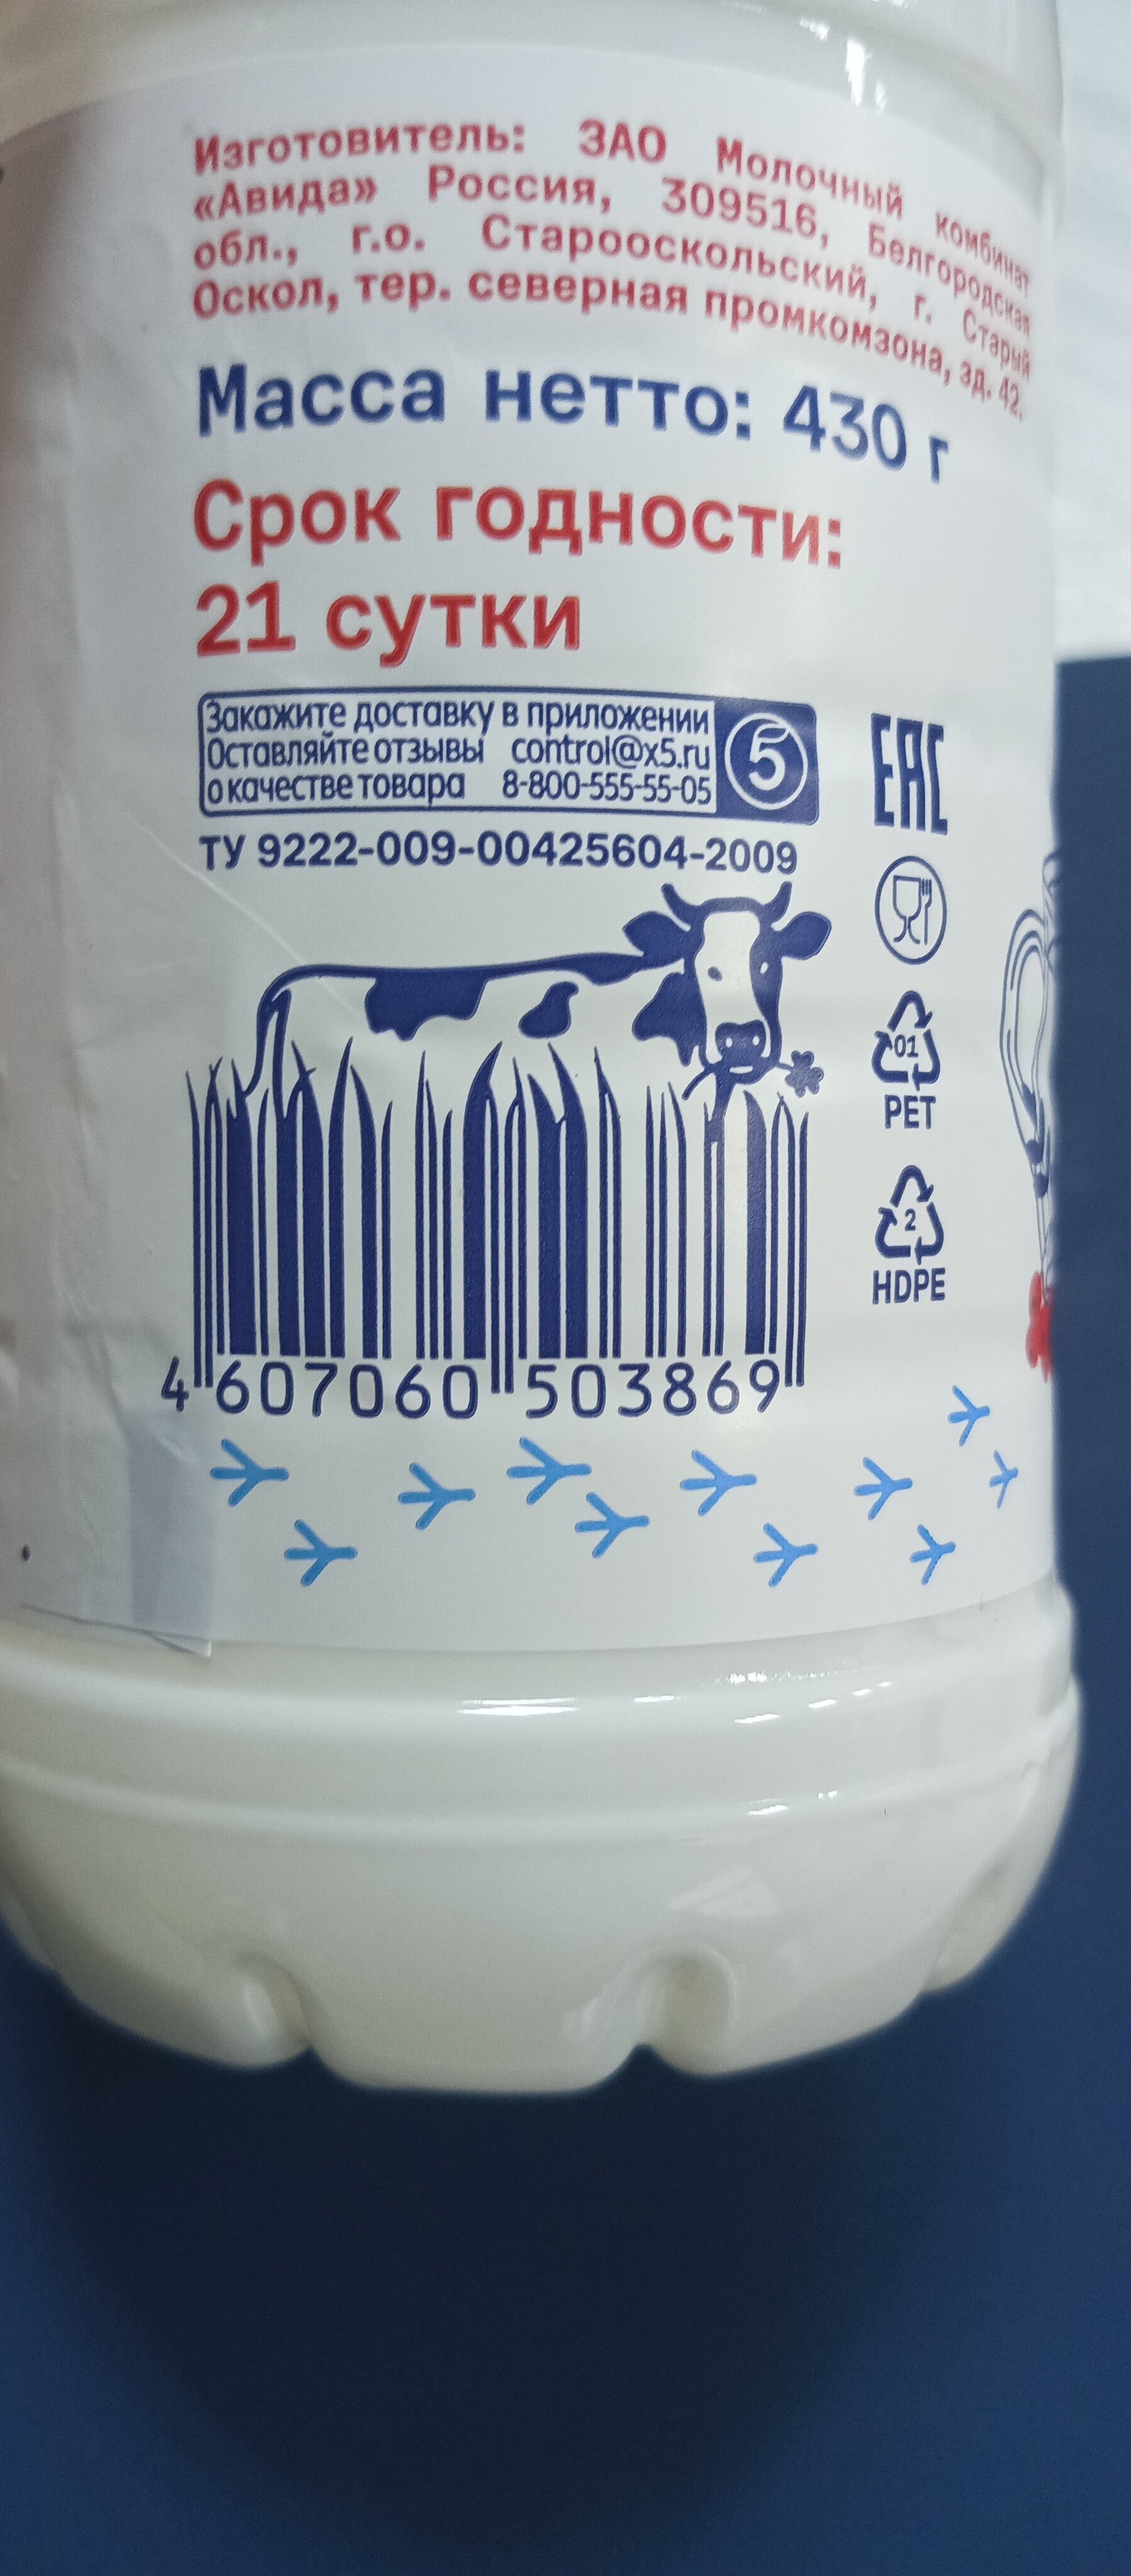 Изготовитель: ЗАО Молочный комбинат
«Авида» Россия, 309516, Белгородская
обл., г.о. Старооскольский, г. Старый
Оскол, тер. северная промкомзона, зд. 42.
Масса нетто: 430 г
Срок годности:
21 сутки
Закажите доставку в приложении
Оставляйте отзывы control@x5.ru
о качестве товара 8-800-555-55-05
5
EAC
ТУ 9222-009-00425604-2009
01
PET
2
HDPE
4 607060 503869